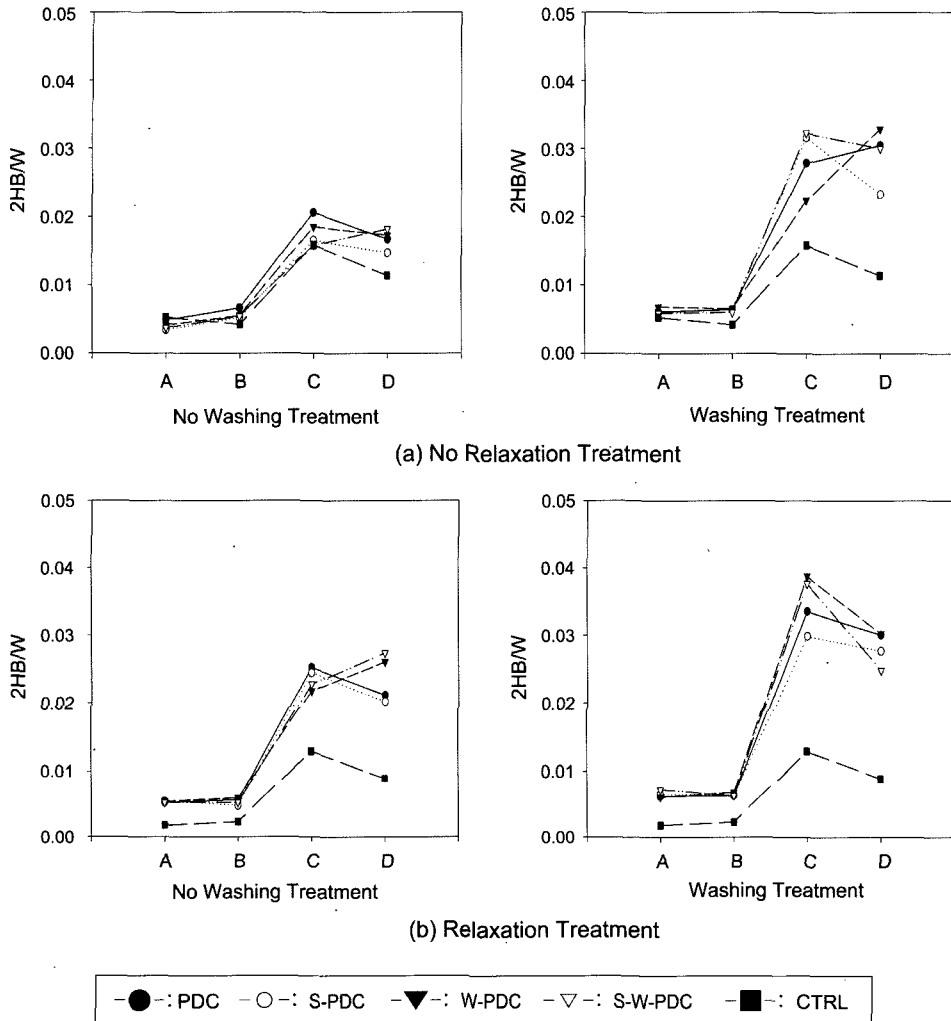 0.05
0.04
0.03
0.02
0.01
0.00
2HB/W
A B C D
No Washing Treatment
0.05
0.04
0.03
0.02
0.01
0.00
2HB/W
A B C D
Washing Treatment
(a) No Relaxation Treatment
0.05
0.04
0.03
0.02
0.01
0.00
2HB/W
A B C D
No Washing Treatment
0.05
0.04
0.03
0.02
0.01
0.00
2HB/W
A B C D
Washing Treatment
(b) Relaxation Treatment
: PDC : S-PDC : W-PDC : S-W-PDC : CTRL